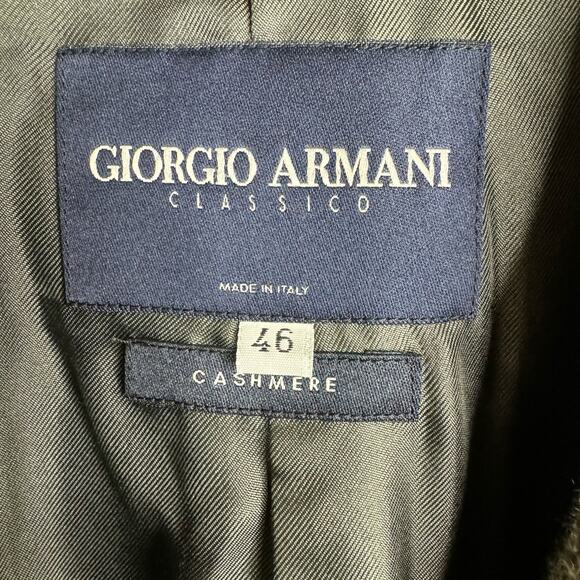 GIORGIO ARMANI
CLASSICO
MADE IN ITALY
46
CASHMERE